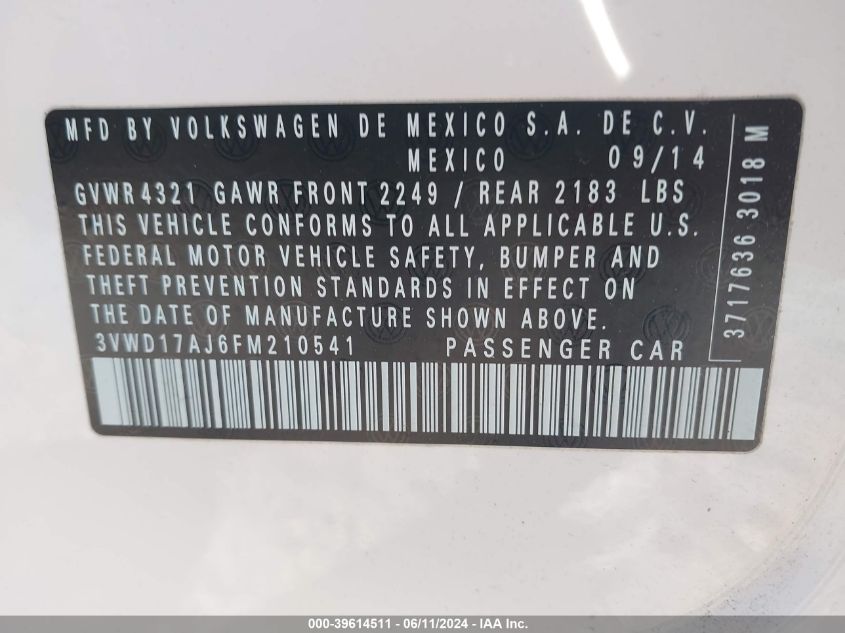 MFD BY VOLKSWAGEN DE MEXICO S.A. DE C.V.
MEXICO 09/14
GVWR 4321 GAWR FRONT 2249 / REAR 2183 LBS
THIS VEHICLE CONFORMS TO ALL APPLICABLE U.S.
FEDERAL MOTOR VEHICLE SAFETY, BUMPER AND
THEFT PREVENTION STANDARDS IN EFFECT ON
THE DATE OF MANUFACTURE SHOWN ABOVE.
3VWD17AJ6FM210541 PASSENGER CAR
3717636 3018 M
000-39614511 - 06/11/2024 - IAA Inc.